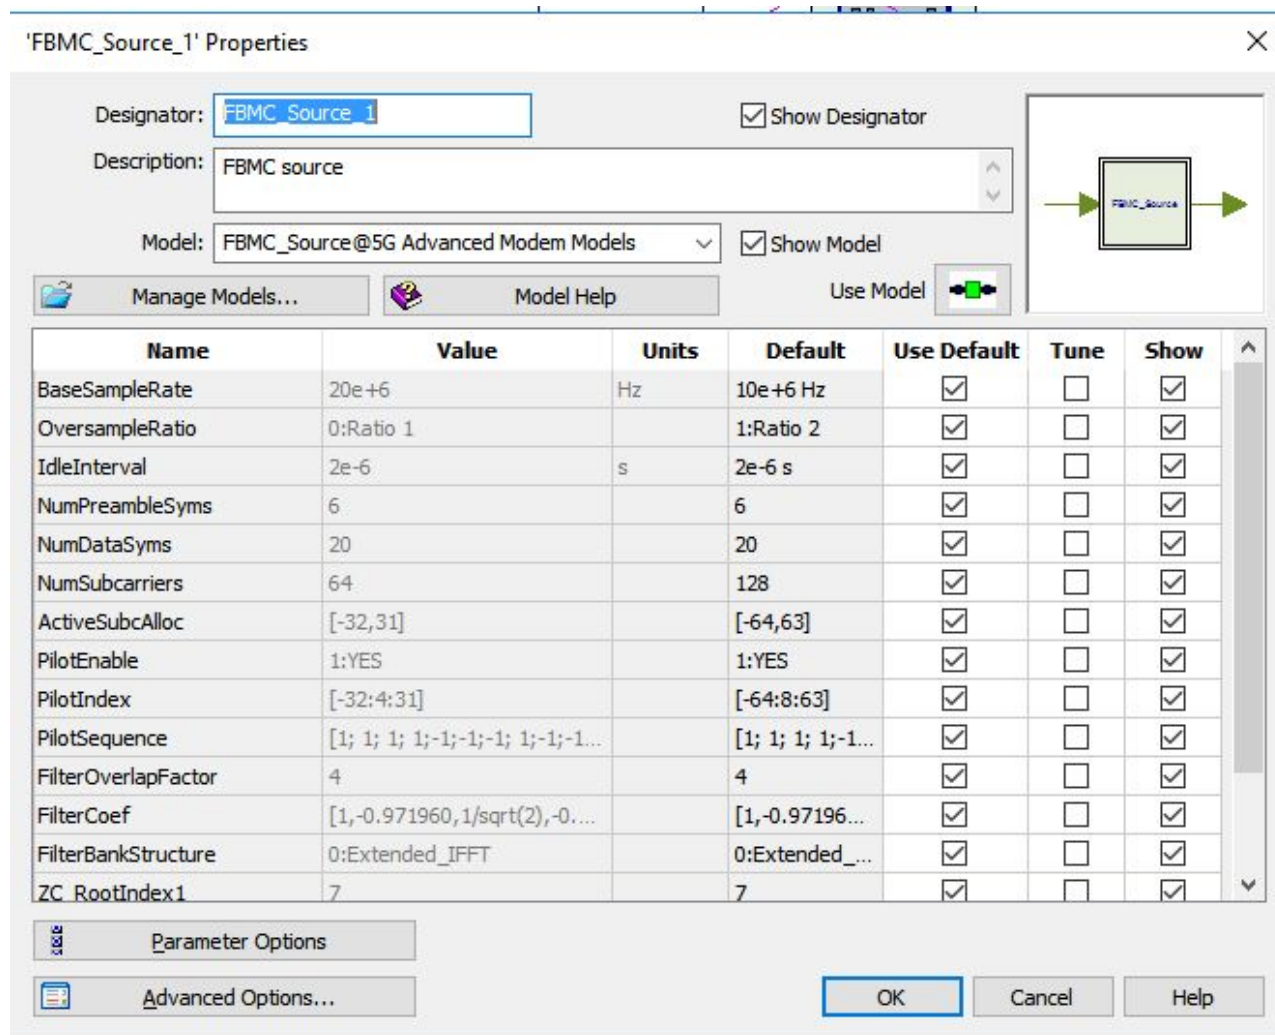 'FBMC_Source_1' Properties
Designator: FBMC_Source_1 Show Designator
Description: FBMC source
FBMC_Source
Model: FBMC_Source@5G Advanced Modem Models Show Model
Manage Models... Model Help Use Model
Name Value Units Default Use Default Tune Show
BaseSampleRate 20e+6 Hz 10e+6 Hz
OversampleRatio 0:Ratio 1 1:Ratio 2
IdleInterval 2e-6 s 2e-6 s
NumPreambleSyms 6 6
NumDataSyms 20 20
NumSubcarriers 64 128
ActiveSubcAlloc [-32,31] [-64,63]
PilotEnable 1:YES 1:YES
PilotIndex [-32:4:31] [-64:8:63]
PilotSequence [1; 1; 1; 1;-1;-1;-1; 1;-1;-1... [1; 1; 1; 1;-1...
FilterOverlapFactor 4 4
FilterCoef [1,-0.971960,1/sqrt(2),-0.... [1,-0.97196...
FilterBankStructure 0:Extended_IFFT 0:Extended_...
ZC_RootIndex1 7 7
Parameter Options
Advanced Options... OK Cancel Help